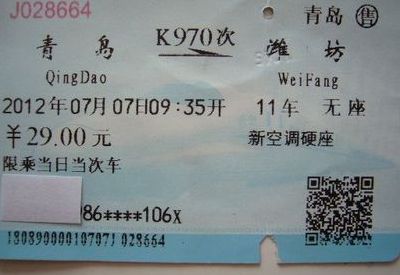 J028664 青岛 售
青岛 K970次 潍坊
QingDao WeiFang
2012年07月07日09:35开 11车 无座
￥29.00元 新空调硬座
限乘当日当次车
86****106X
180890000107071 028664